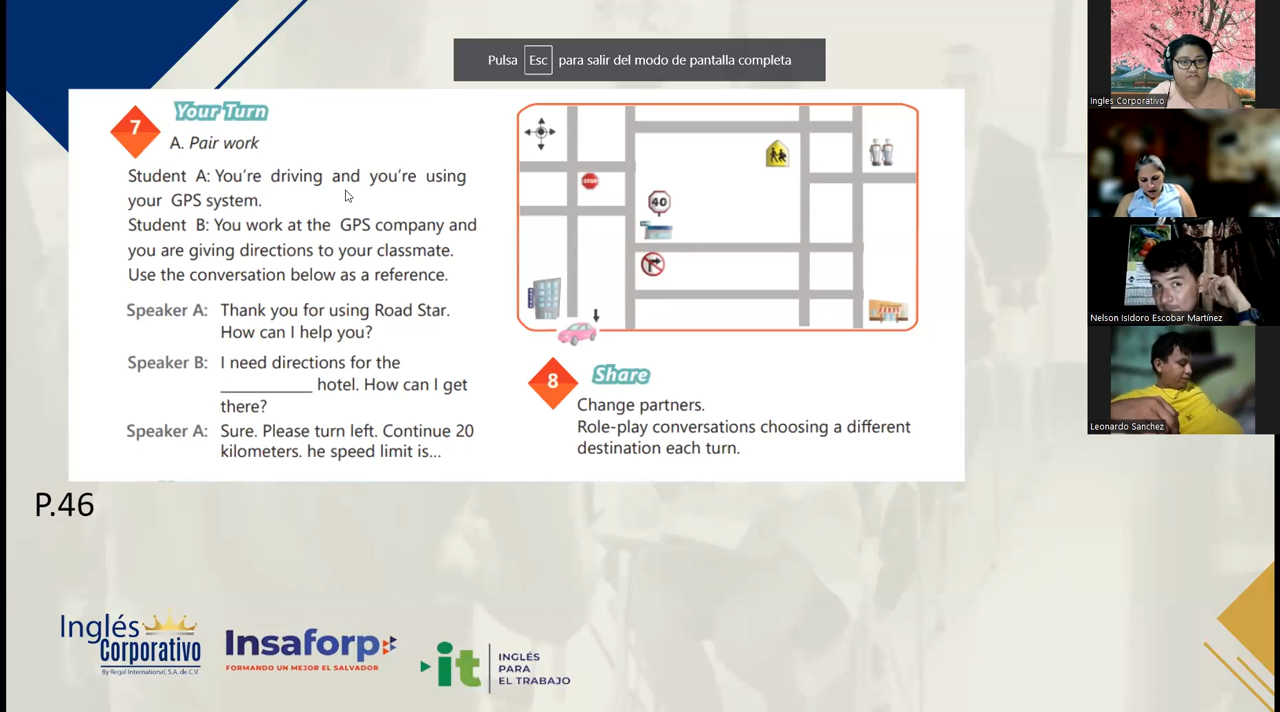 Pulsa Esc para salir del modo de pantalla completa
7
Your Turn
A. Pair work
Student A: You're driving and you're using
your GPS system.
Student B: You work at the GPS company and
you are giving directions to your classmate.
Use the conversation below as a reference.
Speaker A: Thank you for using Road Star.
How can I help you?
Speaker B: I need directions for the
____________ hotel. How can I get
there?
Speaker A: Sure. Please turn left. Continue 20
kilometers. he speed limit is...
STOP
40
8
Share
Change partners.
Role-play conversations choosing a different
destination each turn.
P.46
Inglés
Corporativo
By Regal International, S.A. de C.V.
Insaforp
FORMANDO UN MEJOR EL SALVADOR
it
INGLÉS
PARA
EL TRABAJO
Ingles Corporativo
Nelson Isidoro Escobar Martínez
Leonardo Sanchez